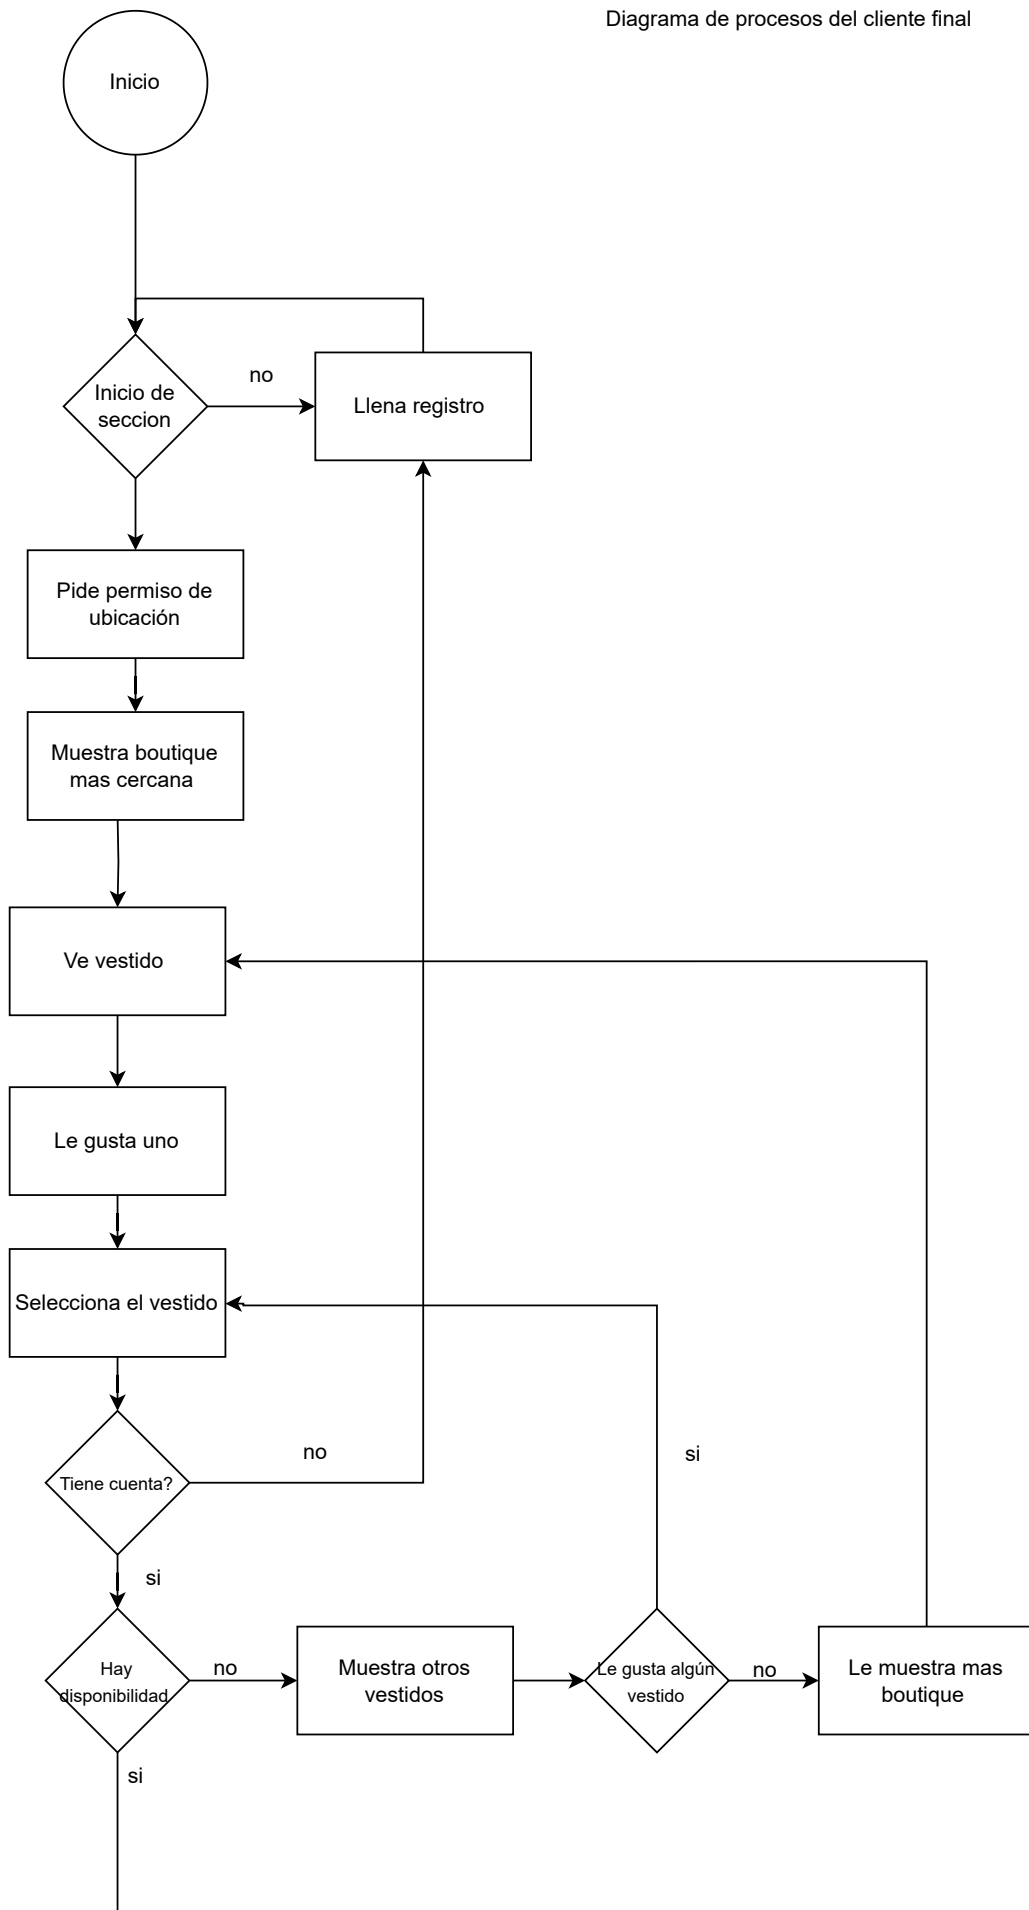 Diagrama de procesos del cliente final
Inicio
Inicio de
seccion
no
Llena registro
Pide permiso de
ubicación
Muestra boutique
mas cercana
Ve vestido
Le gusta uno
Selecciona el vestido
Tiene cuenta?
no
si
si
Hay
disponibilidad
no
Muestra otros
vestidos
Le gusta algún
vestido
no
Le muestra mas
boutique
si